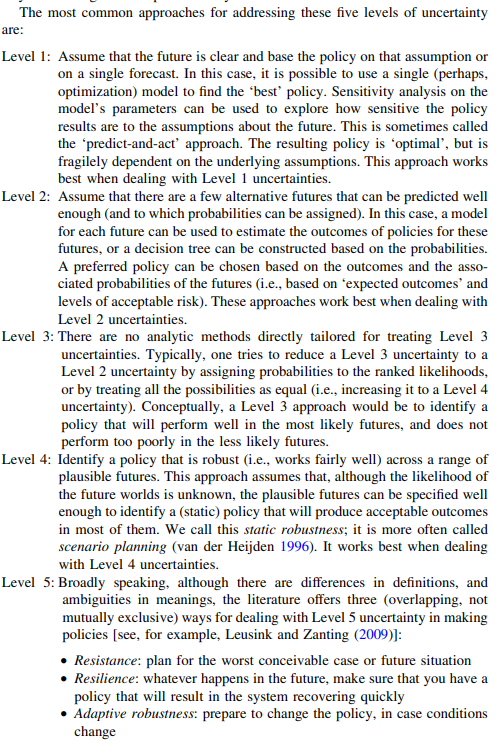 The most common approaches for addressing these five levels of uncertainty
are:
Level 1: Assume that the future is clear and base the policy on that assumption or
on a single forecast. In this case, it is possible to use a single (perhaps,
optimization) model to find the ‘best’ policy. Sensitivity analysis on the
model’s parameters can be used to explore how sensitive the policy
results are to the assumptions about the future. This is sometimes called
the ‘predict-and-act’ approach. The resulting policy is ‘optimal’, but is
fragilely dependent on the underlying assumptions. This approach works
best when dealing with Level 1 uncertainties.
Level 2: Assume that there are a few alternative futures that can be predicted well
enough (and to which probabilities can be assigned). In this case, a model
for each future can be used to estimate the outcomes of policies for these
futures, or a decision tree can be constructed based on the probabilities.
A preferred policy can be chosen based on the outcomes and the asso-
ciated probabilities of the futures (i.e., based on ‘expected outcomes’ and
levels of acceptable risk). These approaches work best when dealing with
Level 2 uncertainties.
Level 3: There are no analytic methods directly tailored for treating Level 3
uncertainties. Typically, one tries to reduce a Level 3 uncertainty to a
Level 2 uncertainty by assigning probabilities to the ranked likelihoods,
or by treating all the possibilities as equal (i.e., increasing it to a Level 4
uncertainty). Conceptually, a Level 3 approach would be to identify a
policy that will perform well in the most likely futures, and does not
perform too poorly in the less likely futures.
Level 4: Identify a policy that is robust (i.e., works fairly well) across a range of
plausible futures. This approach assumes that, although the likelihood of
the future worlds is unknown, the plausible futures can be specified well
enough to identify a (static) policy that will produce acceptable outcomes
in most of them. We call this static robustness; it is more often called
scenario planning (van der Heijden 1996). It works best when dealing
with Level 4 uncertainties.
Level 5: Broadly speaking, although there are differences in definitions, and
ambiguities in meanings, the literature offers three (overlapping, not
mutually exclusive) ways for dealing with Level 5 uncertainty in making
policies [see, for example, Leusink and Zanting (2009)]:
• Resistance: plan for the worst conceivable case or future situation
• Resilience: whatever happens in the future, make sure that you have a
policy that will result in the system recovering quickly
• Adaptive robustness: prepare to change the policy, in case conditions
change